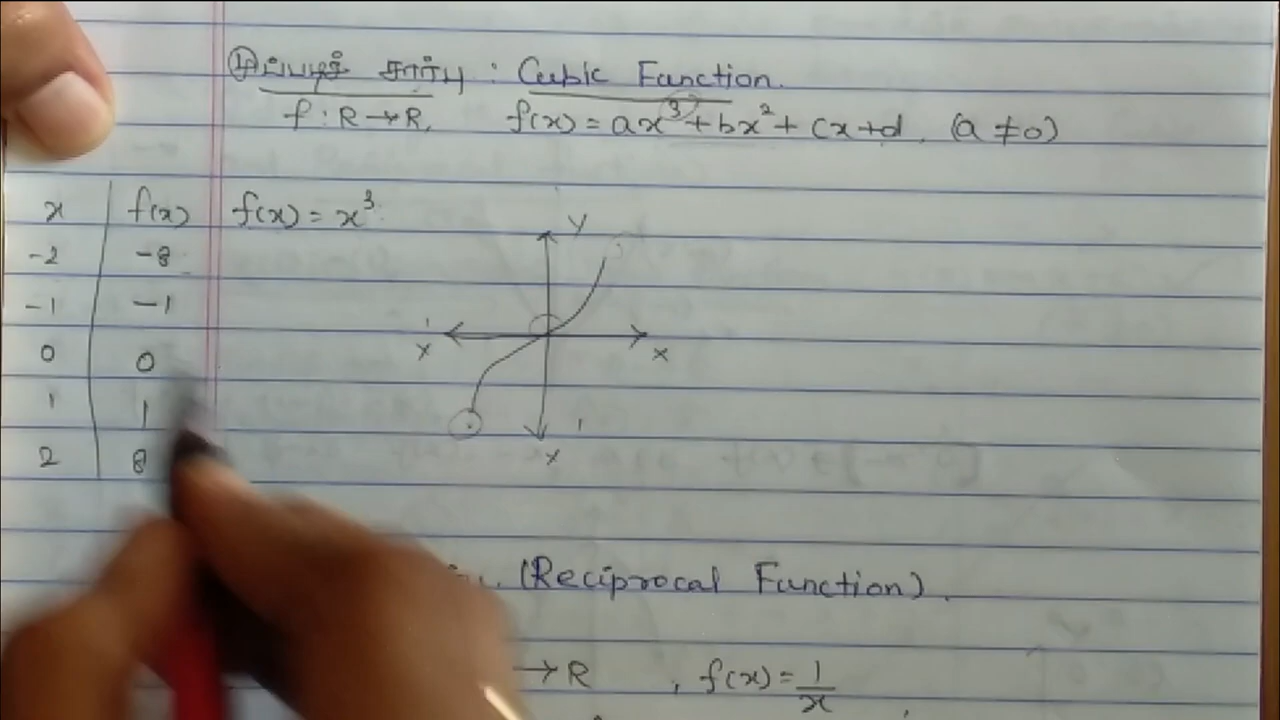 முப்படிச் சார்பு : Cubic Function.
f : R → R, f(x) = ax³ + bx² + cx + d. (a ≠ 0)
x f(x) f(x) = x³
-2 -8
-1 -1
0 0
1 1
2 8
y
x' x
x '
(Reciprocal Function).
→ R , f(x) = 1/x